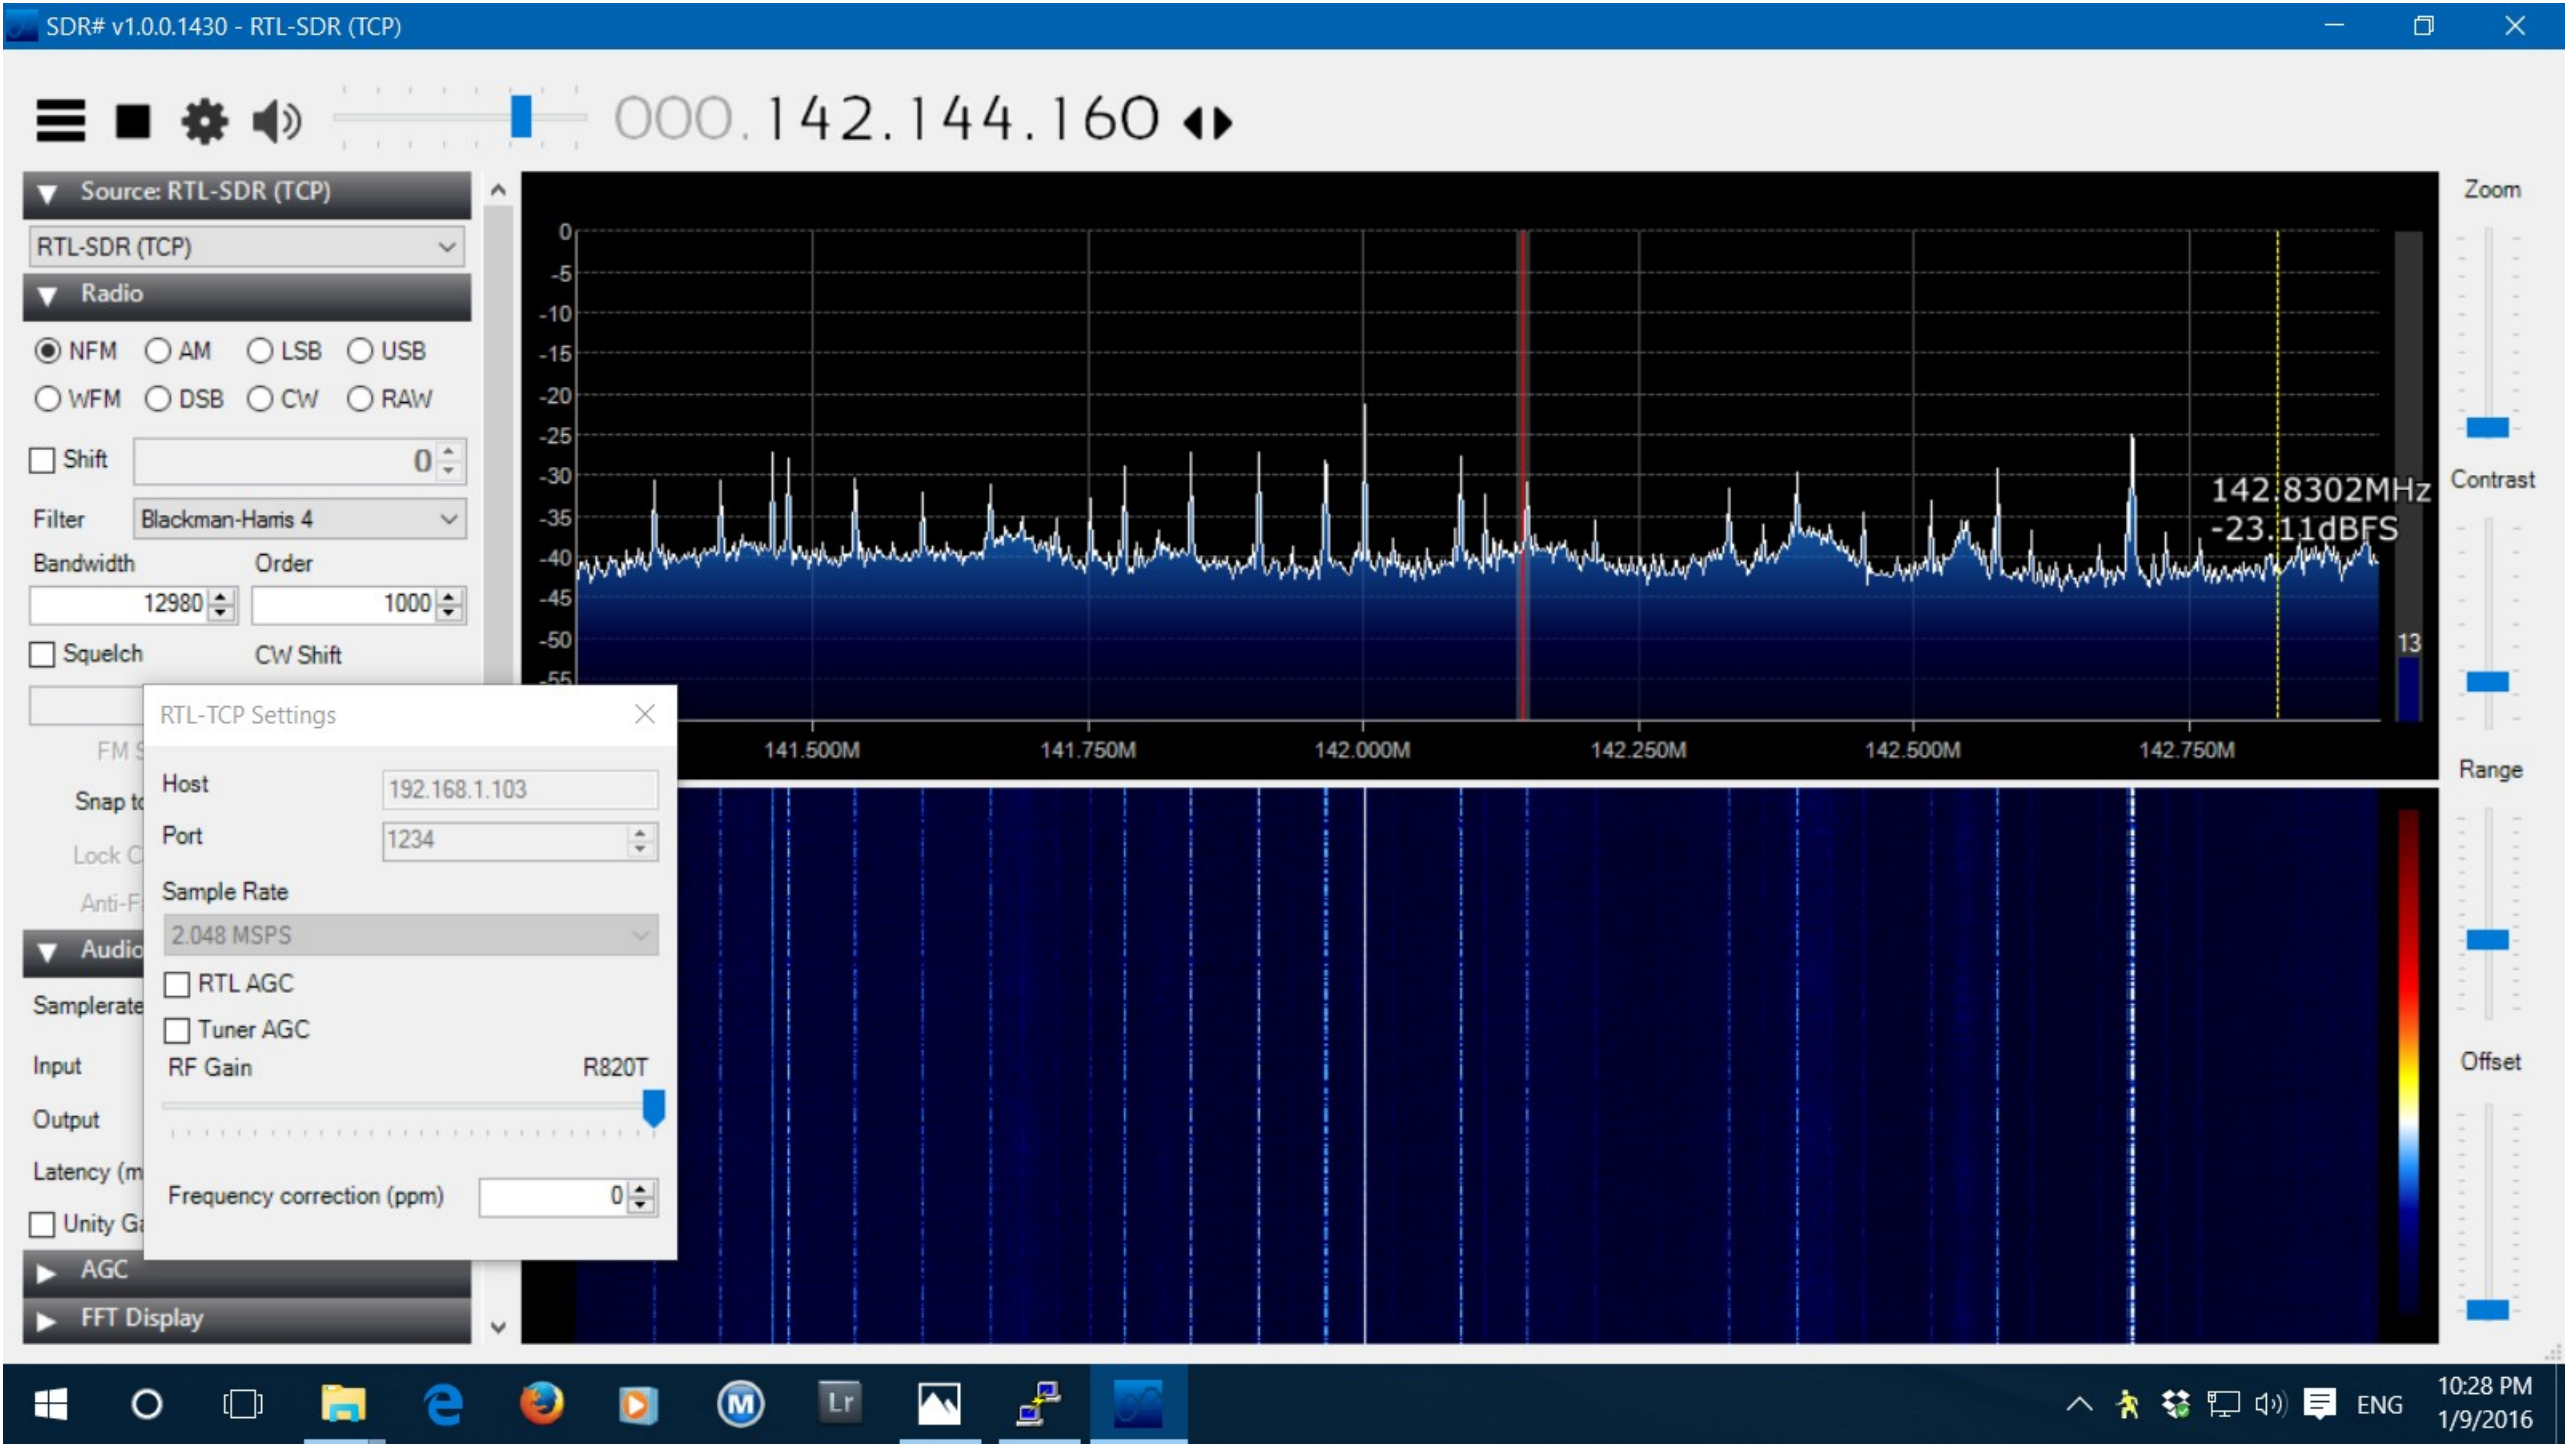 SDR# v1.0.0.1430 - RTL-SDR (TCP)
000.142.144.160
Source: RTL-SDR (TCP)
RTL-SDR (TCP)
Radio
NFM AM LSB USB
WFM DSB CW RAW
Shift 0
Filter Blackman-Harris 4
Bandwidth Order
12980 1000
Squelch CW Shift
FM S
Snap to
Lock C
Anti-F
Audio
Samplerate
Input
Output
Latency (m
Unity Ga
AGC
FFT Display
RTL-TCP Settings
Host 192.168.1.103
Port 1234
Sample Rate
2.048 MSPS
RTL AGC
Tuner AGC
RF Gain R820T
Frequency correction (ppm) 0
0
-5
-10
-15
-20
-25
-30
-35
-40
-45
-50
-55
142.8302MHz
-23.11dBFS
13
141.500M 141.750M 142.000M 142.250M 142.500M 142.750M
Zoom
Contrast
Range
Offset
M
Lr
ENG
10:28 PM
1/9/2016